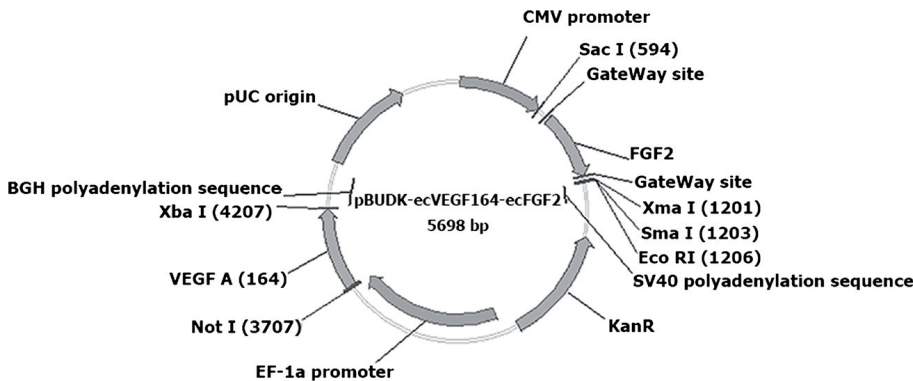 CMV promoter
Sac I (594)
GateWay site
pUC origin
FGF2
GateWay site
BGH polyadenylation sequence
pBUDK-ecVEGF164-ecFGF2
Xma I (1201)
Xba I (4207)
5698 bp
Sma I (1203)
Eco RI (1206)
VEGF A (164)
SV40 polyadenylation sequence
Not I (3707)
KanR
EF-1a promoter